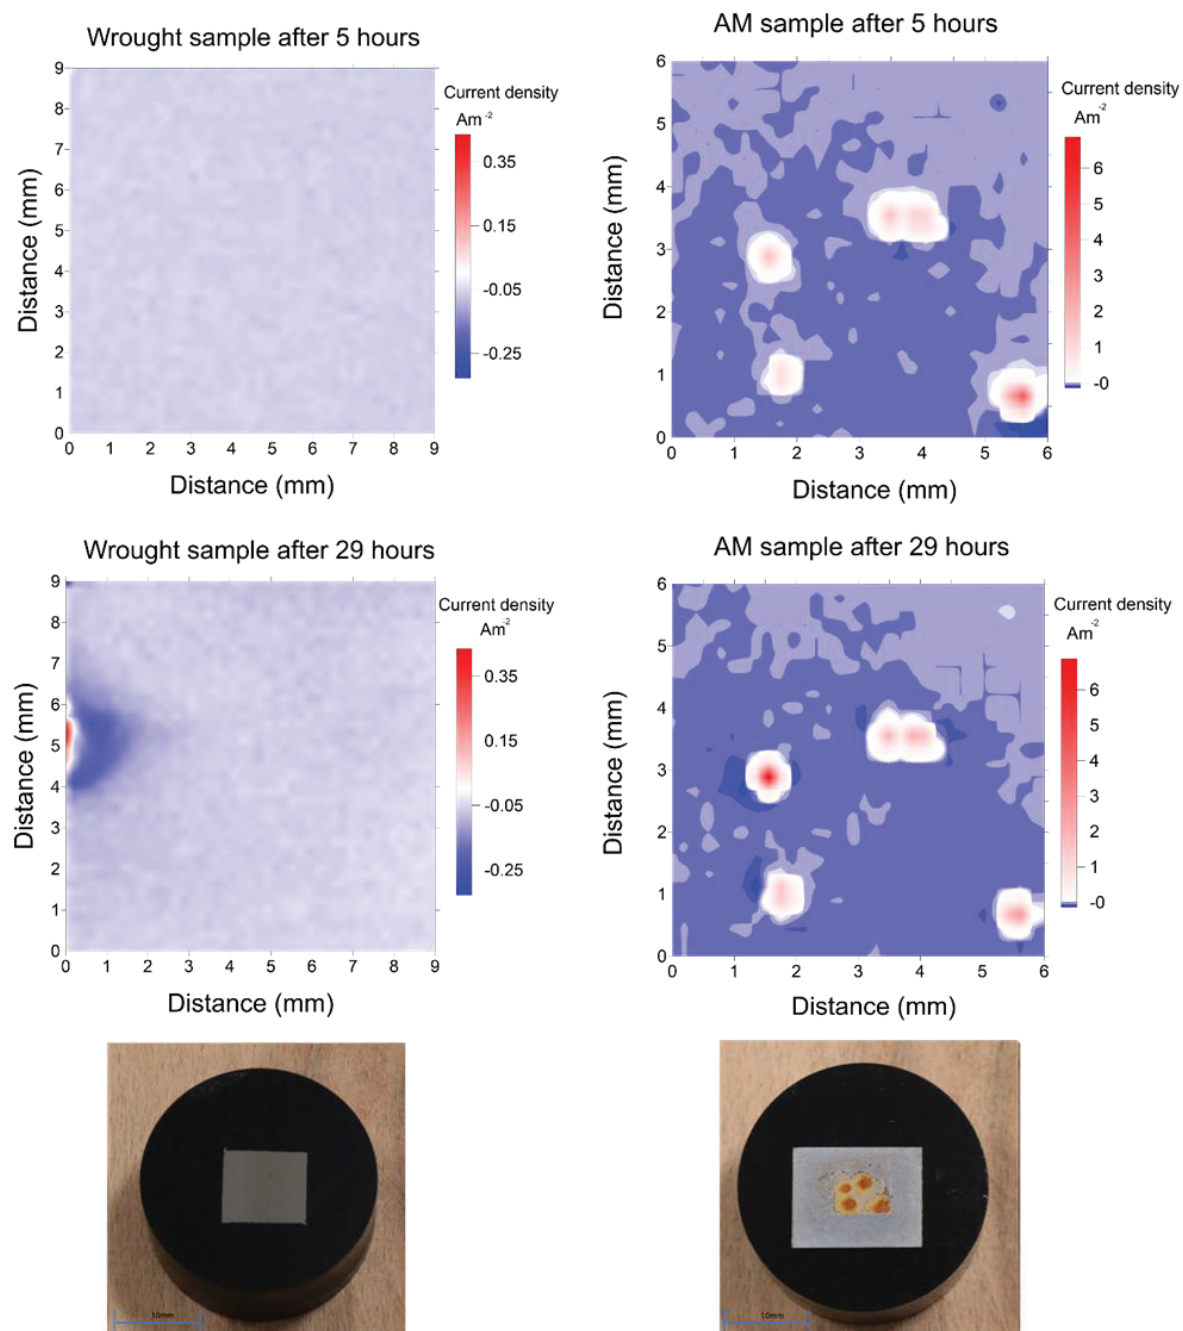 Wrought sample after 5 hours
Current density
Am⁻²
0.35
0.15
-0.05
-0.25
Distance (mm)
9
8
7
6
5
4
3
2
1
0
0 1 2 3 4 5 6 7 8 9
Distance (mm)
AM sample after 5 hours
Current density
Am⁻²
6
5
4
3
2
1
-0
Distance (mm)
6
5
4
3
2
1
0
0 1 2 3 4 5 6
Distance (mm)
Wrought sample after 29 hours
Current density
Am⁻²
0.35
0.15
-0.05
-0.25
Distance (mm)
9
8
7
6
5
4
3
2
1
0
0 1 2 3 4 5 6 7 8 9
Distance (mm)
AM sample after 29 hours
Current density
Am⁻²
6
5
4
3
2
1
-0
Distance (mm)
6
5
4
3
2
1
0
0 1 2 3 4 5 6
Distance (mm)
10mm
10mm